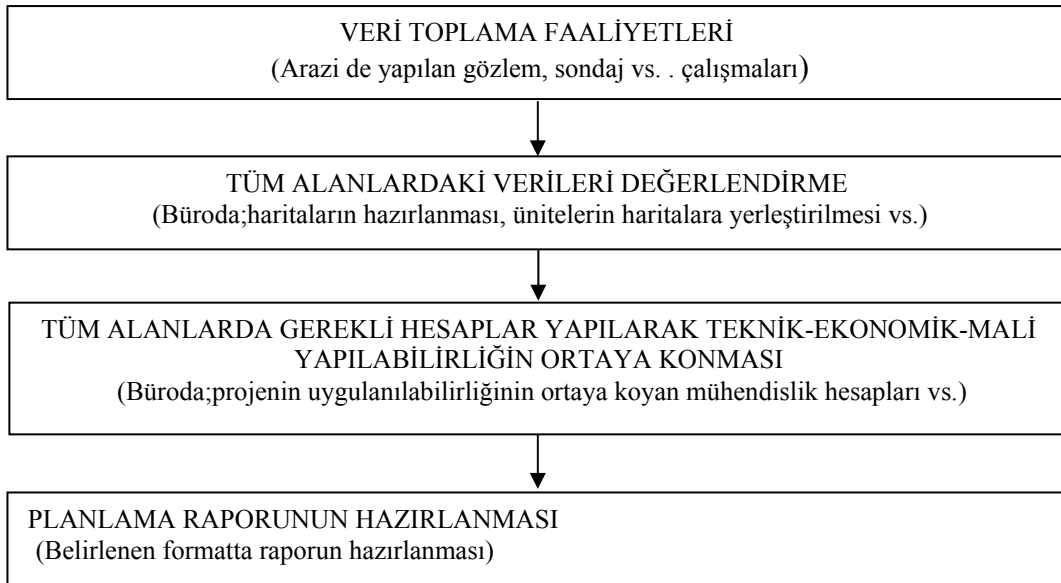 VERİ TOPLAMA FAALİYETLERİ
(Arazi de yapılan gözlem, sondaj vs. . çalışmaları)
TÜM ALANLARDAKİ VERİLERİ DEĞERLENDİRME
(Büroda;haritaların hazırlanması, ünitelerin haritalara yerleştirilmesi vs.)
TÜM ALANLARDA GEREKLİ HESAPLAR YAPILARAK TEKNİK-EKONOMİK-MALİ
YAPILABİLİRLİĞİN ORTAYA KONMASI
(Büroda;projenin uygulanılabilirliğinin ortaya koyan mühendislik hesapları vs.)
PLANLAMA RAPORUNUN HAZIRLANMASI
(Belirlenen formatta raporun hazırlanması)